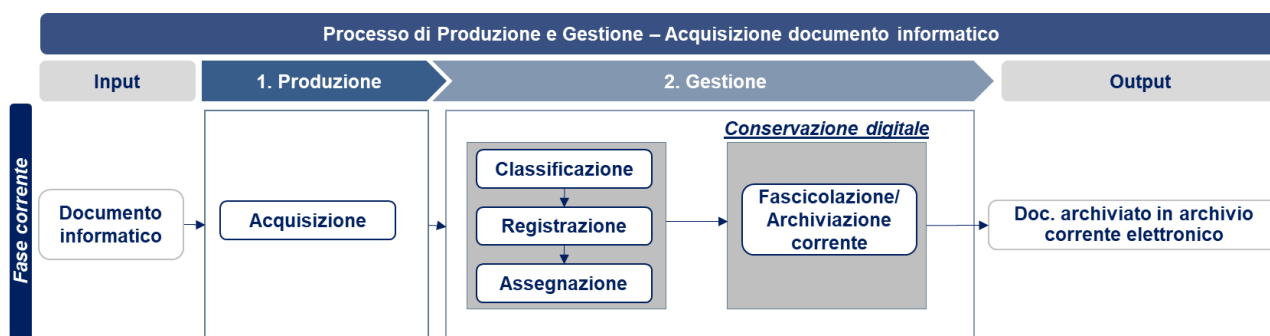 Processo di Produzione e Gestione – Acquisizione documento informatico
Input
1. Produzione
2. Gestione
Output
Fase corrente
Documento
informatico
Acquisizione
Classificazione
Registrazione
Assegnazione
Conservazione digitale
Fascicolazione/
Archiviazione
corrente
Doc. archiviato in archivio
corrente elettronico